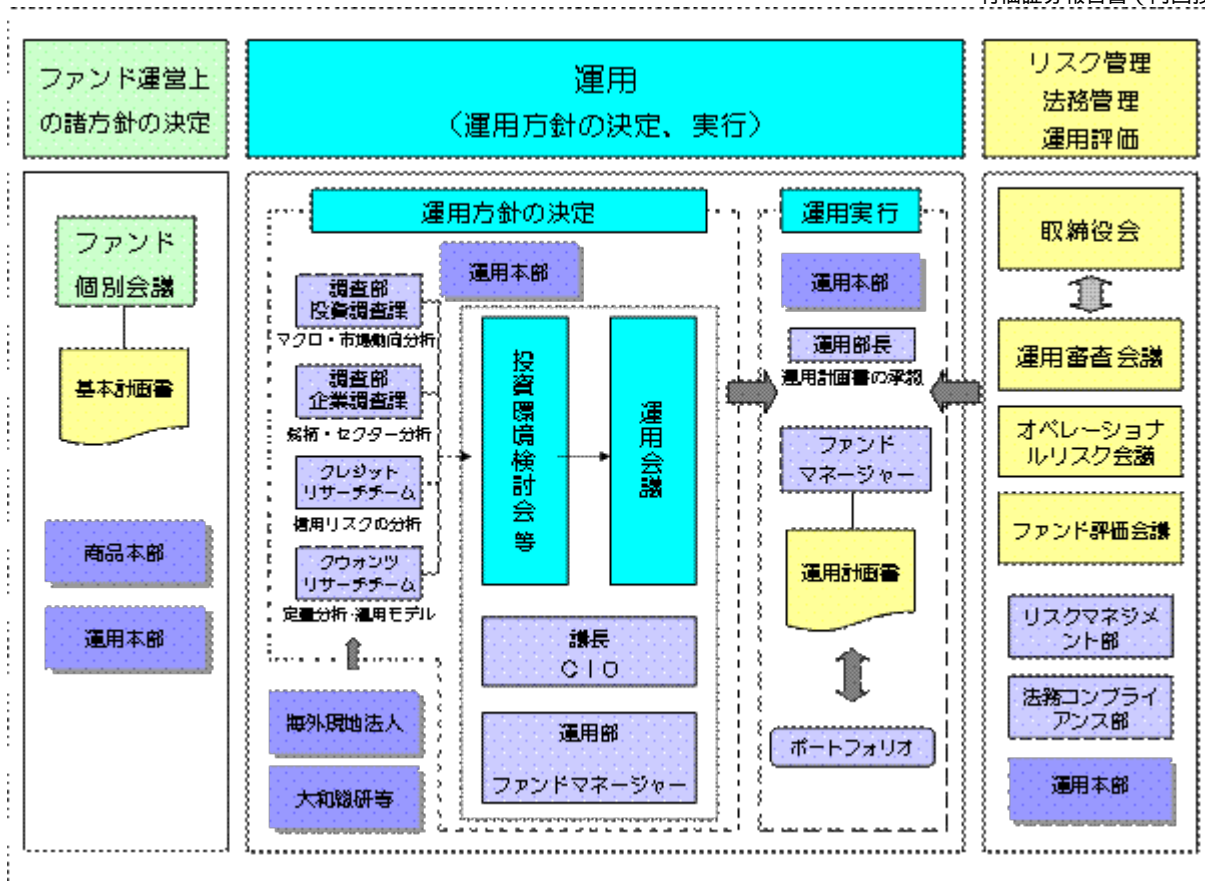 ファンド運営上
の諸方針の決定
運用
（運用方針の決定、実行）
リスク管理
法務管理
運用評価
ファンド
個別会議
基本計画書
商品本部
運用本部
運用方針の決定
運用本部
調査部
投資調査課
マクロ・市場動向分析
調査部
企業調査課
銘柄・セクター分析
クレジット
リサーチチーム
信用リスクの分析
クウォンツ
リサーチチーム
定量分析・運用モデル
海外現地法人
大和総研等
投資環境検討会等
運用会議
議長
ＣＩＯ
運用部
ファンドマネージャー
運用実行
運用本部
運用部長
運用計画書の承認
ファンド
マネージャー
運用計画書
ポートフォリオ
取締役会
運用審査会議
オペレーショナ
ルリスク会議
ファンド評価会議
リスクマネジメ
ント部
法務コンプライ
アンス部
運用本部